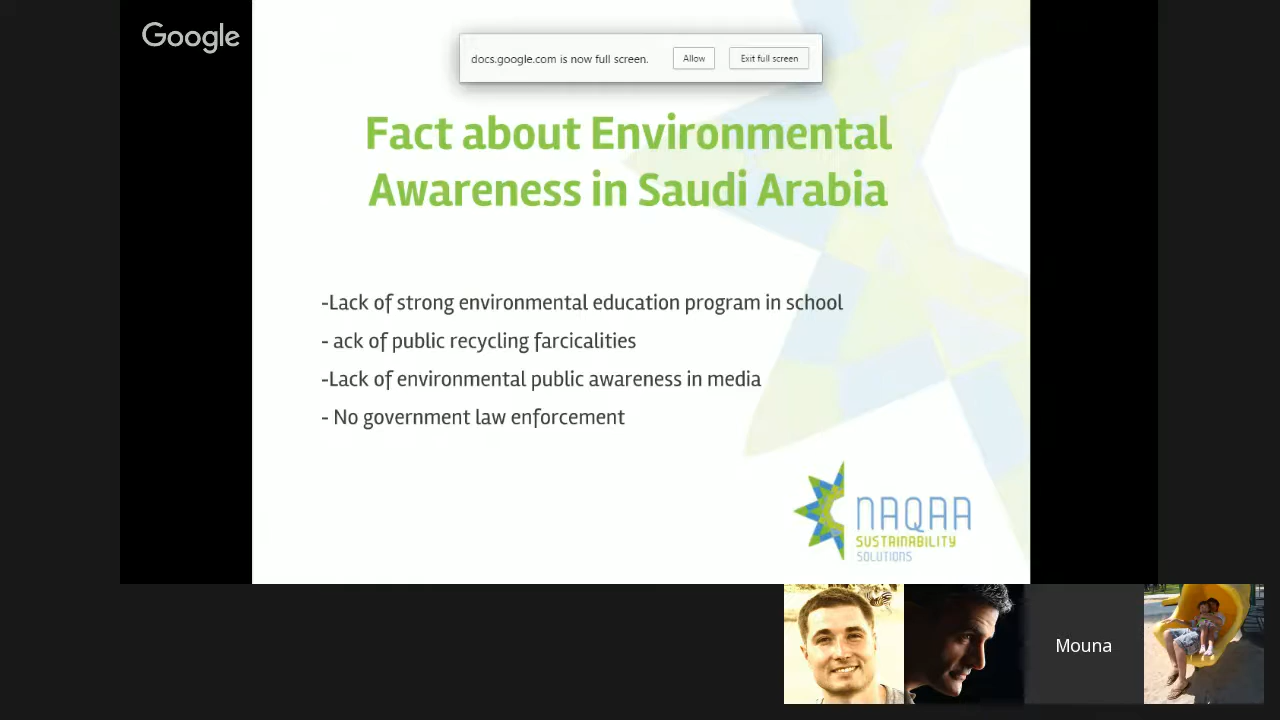 Google
docs.google.com is now full screen.
Allow
Exit full screen
Fact about Environmental
Awareness in Saudi Arabia
-Lack of strong environmental education program in school
- ack of public recycling farcicalities
-Lack of environmental public awareness in media
- No government law enforcement
NAQAA
SUSTAINABILITY
SOLUTIONS
Mouna